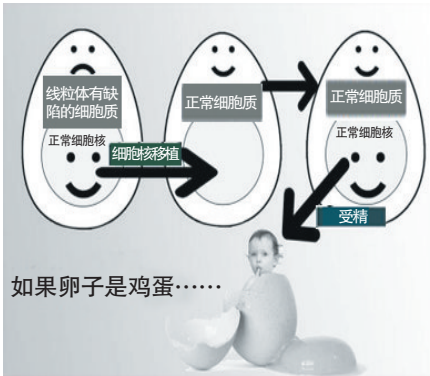 线粒体有缺
陷的细胞质
正常细胞核
细胞核移植
正常细胞质
正常细胞质
正常细胞核
受精
如果卵子是鸡蛋……